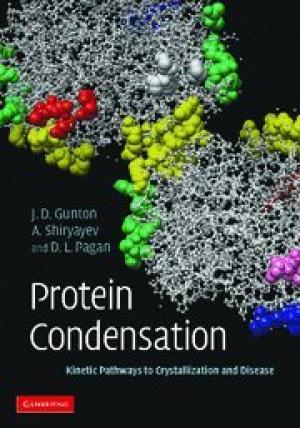 J. D. GUNTON
A. SHIRYAYEV
AND D. L. PAGAN
Protein
Condensation
Kinetic Pathways to Crystallization and Disease
CAMBRIDGE